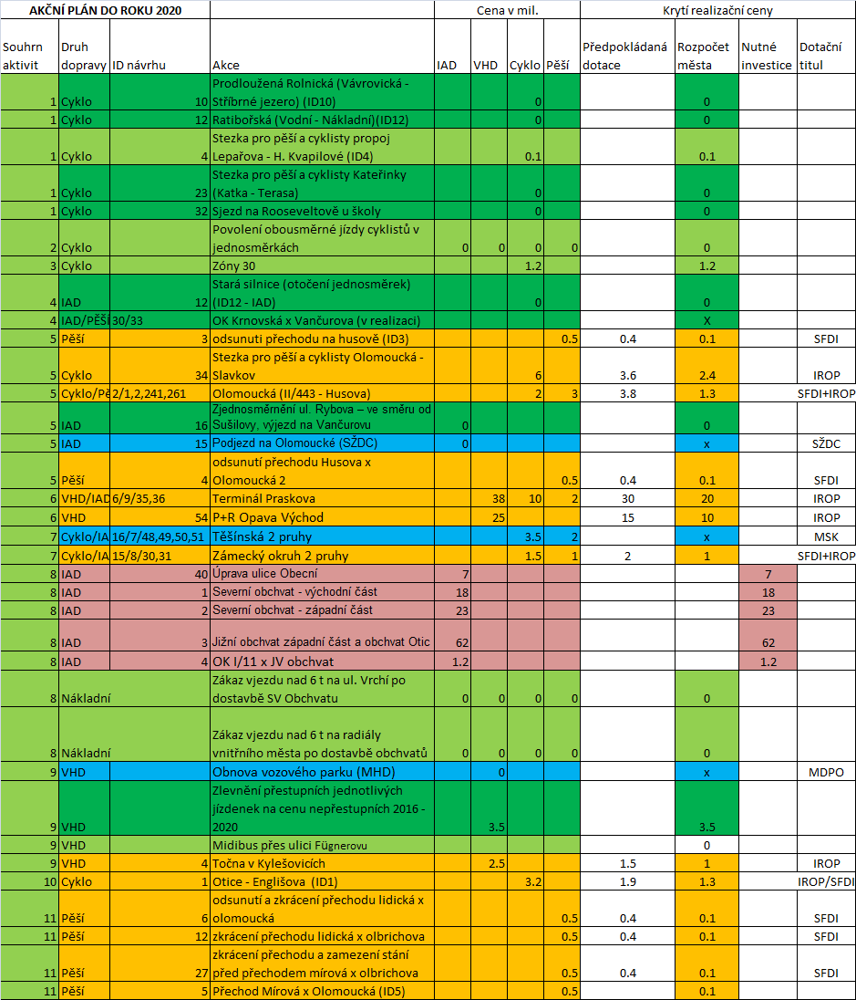 AKČNÍ PLÁN DO ROKU 2020 Cena v mil. Krytí realizační ceny
Souhrn aktivit Druh dopravy ID návrhu Akce IAD VHD Cyklo Pěší Předpokládaná dotace Rozpočet města Nutné investice Dotační titul
1 Cyklo 10 Prodloužená Rolnická (Vávrovická - Stříbrné jezero) (ID10) 0 0
1 Cyklo 12 Ratibořská (Vodní - Nákladní)(ID12) 0 0
1 Cyklo 4 Stezka pro pěší a cyklisty propoj Lepařova - H. Kvapilové (ID4) 0.1 0.1
1 Cyklo 23 Stezka pro pěší a cyklisty Kateřinky (Katka - Terasa) 0 0
1 Cyklo 32 Sjezd na Rooseveltově u školy 0 0
2 Cyklo Povolení obousměrné jízdy cyklistů v jednosměrkách 0 0 0 0 0
3 Cyklo Zóny 30 1.2 1.2
4 IAD 12 Stará silnice (otočení jednosměrek) (ID12 - IAD) 0 0
4 IAD/PĚŠÍ 30/33 OK Krnovská x Vančurova (v realizaci) X
5 Pěší 3 odsunuti přechodu na husově (ID3) 0.5 0.4 0.1 SFDI
5 Cyklo 34 Stezka pro pěší a cyklisty Olomoucká - Slavkov 6 3.6 2.4 IROP
5 Cyklo/Pě 2/1,2,241,261 Olomoucká (II/443 - Husova) 2 3 3.8 1.3 SFDI+IROP
5 IAD 16 Zjednosměrnění ul. Rybova – ve směru od Sušilovy, výjezd na Vančurovu 0 0
5 IAD 15 Podjezd na Olomoucké (SŽDC) 0 x SŽDC
5 Pěší 4 odsunutí přechodu Husova x Olomoucká 2 0.5 0.4 0.1 SFDI
6 VHD/IAD 6/9/35,36 Terminál Praskova 38 10 2 30 20 IROP
6 VHD 54 P+R Opava Východ 25 15 10 IROP
7 Cyklo/IA 16/7/48,49,50,51 Těšínská 2 pruhy 3.5 2 x MSK
7 Cyklo/IA 15/8/30,31 Zámecký okruh 2 pruhy 1.5 1 2 1 SFDI+IROP
8 IAD 40 Úprava ulice Obecní 7 7
8 IAD 1 Severní obchvat - východní část 18 18
8 IAD 2 Severní obchvat - západní část 23 23
8 IAD 3 Jižní obchvat západní část a obchvat Otic 62 62
8 IAD 4 OK I/11 x JV obchvat 1.2 1.2
8 Nákladní Zákaz vjezdu nad 6 t na ul. Vrchí po dostavbě SV Obchvatu 0 0 0 0 0
8 Nákladní Zákaz vjezdu nad 6 t na radiály vnitřního města po dostavbě obchvatů 0 0 0 0 0
9 VHD Obnova vozového parku (MHD) 0 x MDPO
9 VHD Zlevnění přestupních jednotlivých jízdenek na cenu nepřestupních 2016 - 2020 3.5 3.5
9 VHD Midibus přes ulici Fügnerovu 0
9 VHD 4 Točna v Kylešovicích 2.5 1.5 1 IROP
10 Cyklo 1 Otice - Englišova (ID1) 3.2 1.9 1.3 IROP/SFDI
11 Pěší 6 odsunutí a zkrácení přechodu lidická x olomoucká 0.5 0.4 0.1 SFDI
11 Pěší 12 zkrácení přechodu lidická x olbrichova 0.5 0.4 0.1 SFDI
11 Pěší 27 zkrácení přechodu a zamezení stání před přechodem mírová x olbrichova 0.5 0.4 0.1 SFDI
11 Pěší 5 Přechod Mírová x Olomoucká (ID5) 0.5 0.1